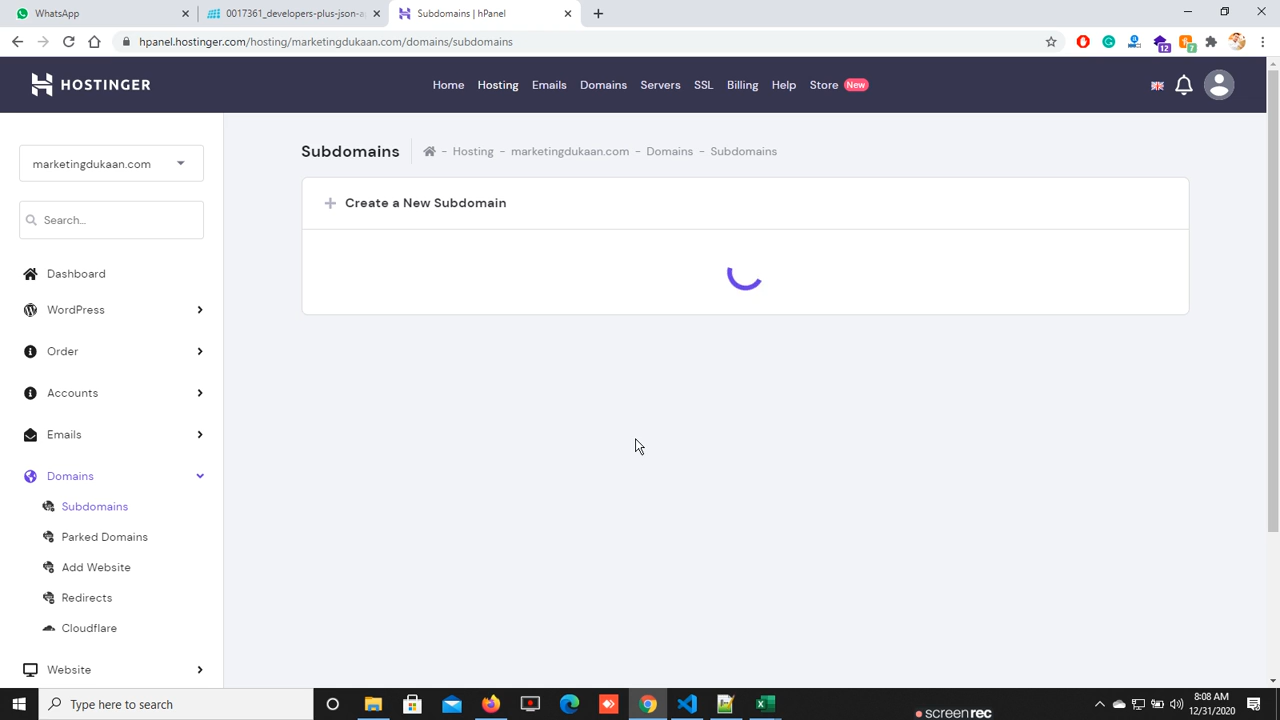 WhatsApp
0017361_developers-plus-json-a
Subdomains | hPanel
hpanel.hostinger.com/hosting/marketingdukaan.com/domains/subdomains
12
7
HOSTINGER
Home
Hosting
Emails
Domains
Servers
SSL
Billing
Help
Store
New
marketingdukaan.com
Search...
Dashboard
WordPress
Order
Accounts
Emails
Domains
Subdomains
Parked Domains
Add Website
Redirects
Cloudflare
Website
Subdomains
- Hosting - marketingdukaan.com - Domains - Subdomains
+ Create a New Subdomain
Type here to search
8:08 AM
12/31/2020
screenrec